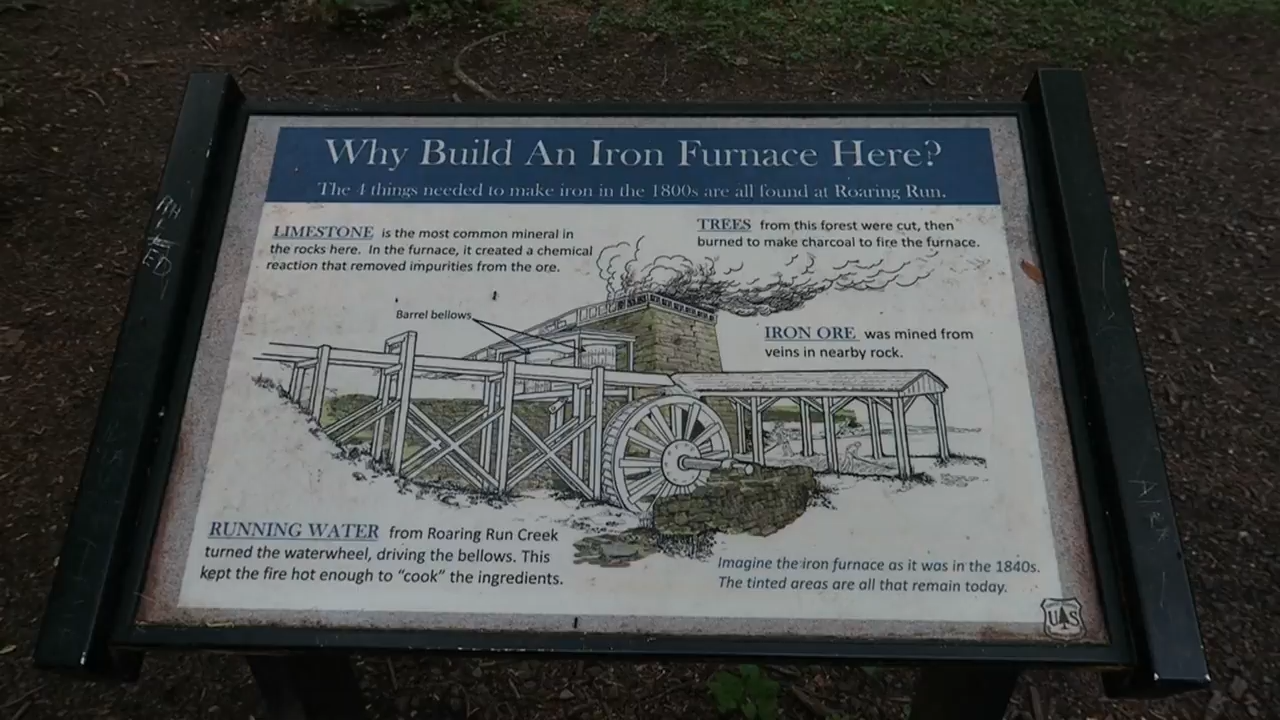 Why Build An Iron Furnace Here?
The 4 things needed to make iron in the 1800s are all found at Roaring Run.
LIMESTONE is the most common mineral in
the rocks here. In the furnace, it created a chemical
reaction that removed impurities from the ore.
TREES from this forest were cut, then
burned to make charcoal to fire the furnace.
Barrel bellows
IRON ORE was mined from
veins in nearby rock.
RUNNING WATER from Roaring Run Creek
turned the waterwheel, driving the bellows. This
kept the fire hot enough to “cook” the ingredients.
Imagine the iron furnace as it was in the 1840s.
The tinted areas are all that remain today.
U S